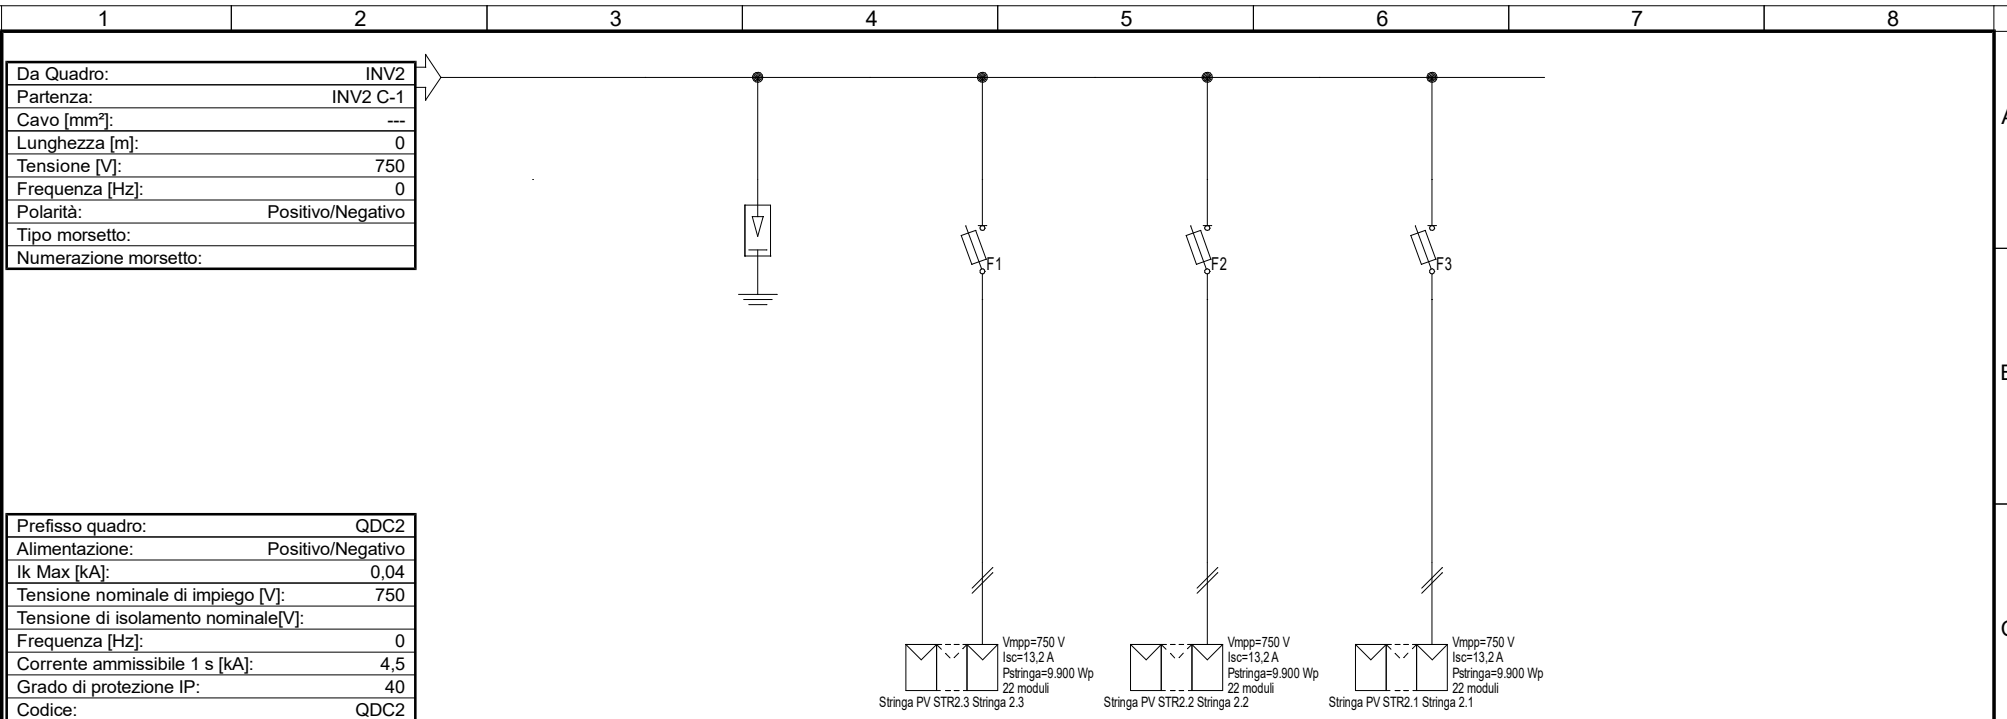 1 2 3 4 5 6 7 8
Da Quadro: INV2
Partenza: INV2 C-1
Cavo [mm²]: ---
Lunghezza [m]: 0
Tensione [V]: 750
Frequenza [Hz]: 0
Polarità: Positivo/Negativo
Tipo morsetto:
Numerazione morsetto:
F1 F2 F3
Prefisso quadro: QDC2
Alimentazione: Positivo/Negativo
Ik Max [kA]: 0,04
Tensione nominale di impiego [V]: 750
Tensione di isolamento nominale[V]:
Frequenza [Hz]: 0
Corrente ammissibile 1 s [kA]: 4,5
Grado di protezione IP: 40
Codice: QDC2
Vmpp=750 V
Isc=13,2 A
Pstringa=9.900 Wp
22 moduli
Stringa PV STR2.3 Stringa 2.3
Vmpp=750 V
Isc=13,2 A
Pstringa=9.900 Wp
22 moduli
Stringa PV STR2.2 Stringa 2.2
Vmpp=750 V
Isc=13,2 A
Pstringa=9.900 Wp
22 moduli
Stringa PV STR2.1 Stringa 2.1